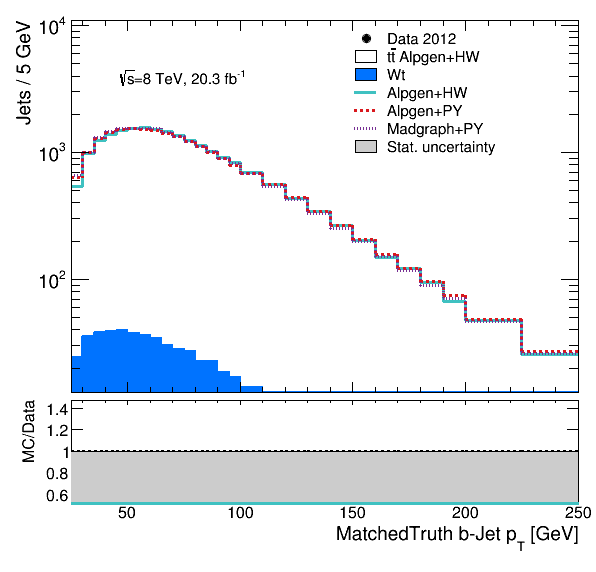 Jets / 5 GeV
10⁴
10³
10²
√s=8 TeV, 20.3 fb⁻¹
Data 2012
tt̄ Alpgen+HW
Wt
Alpgen+HW
Alpgen+PY
Madgraph+PY
Stat. uncertainty
MC/Data
1.4
1.2
1
0.8
0.6
50 100 150 200 250
MatchedTruth b-Jet p_T [GeV]